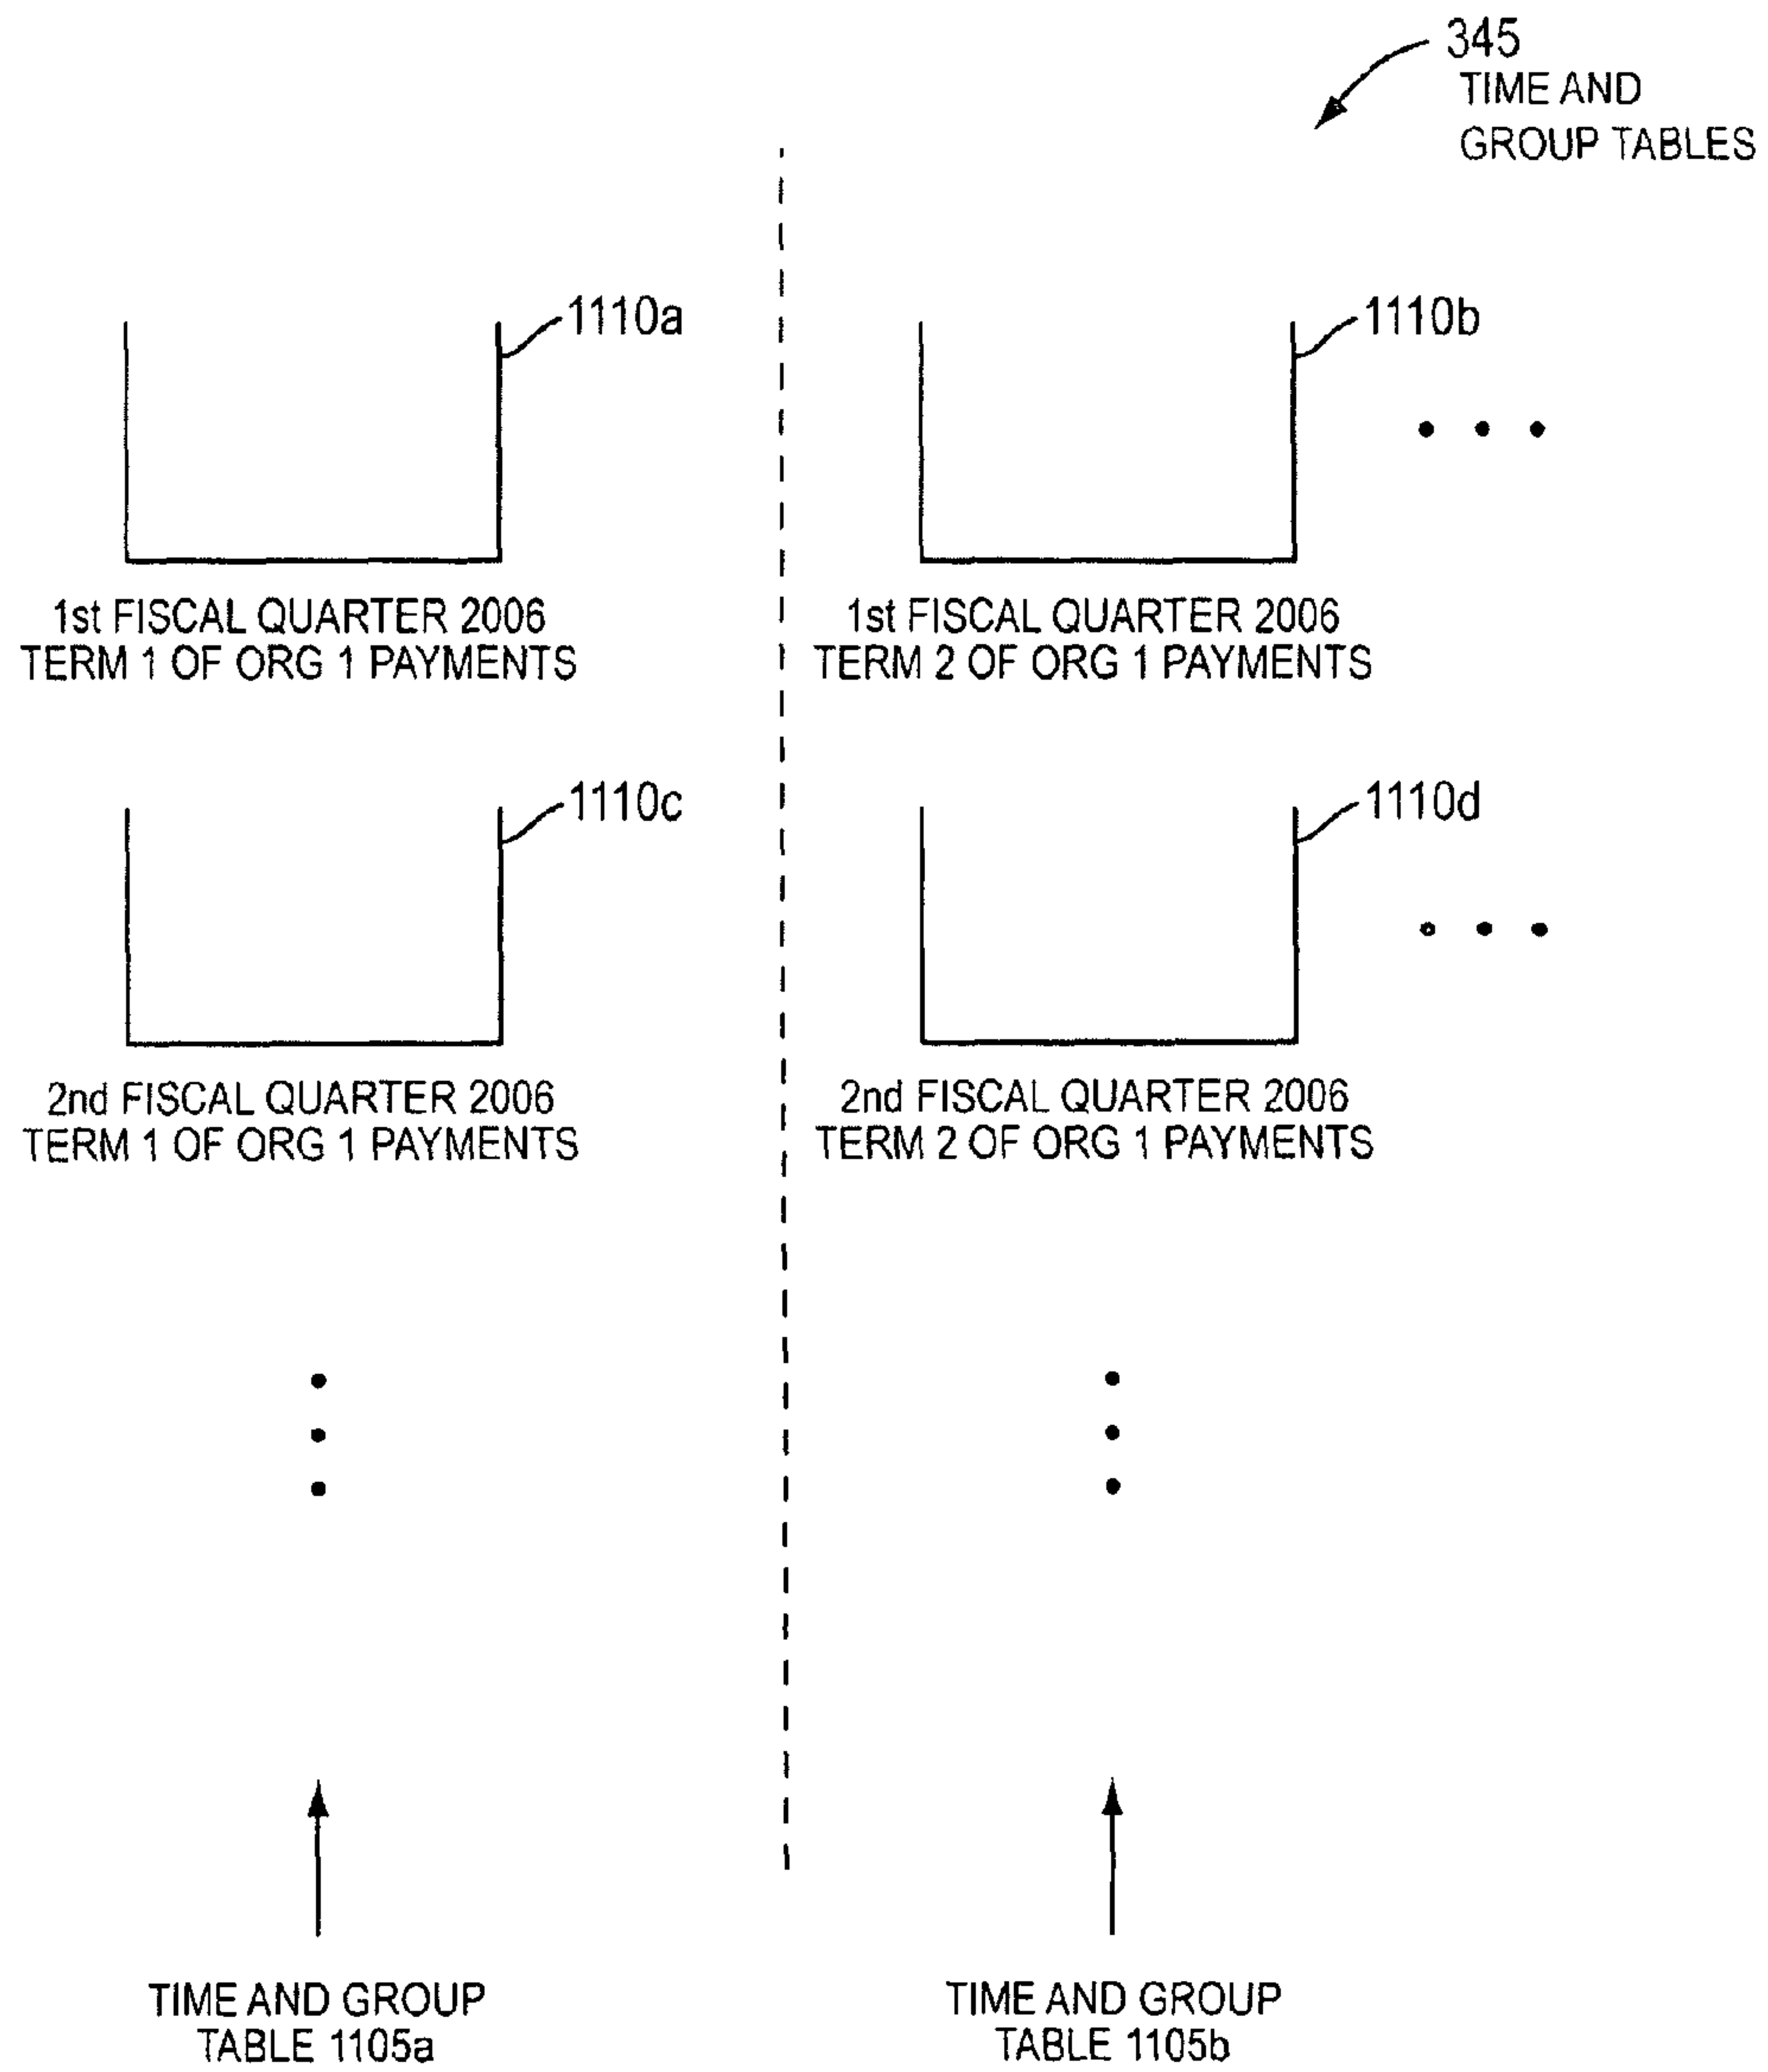 345
TIME AND
GROUP TABLES
1110a
1110b
1st FISCAL QUARTER 2006
TERM 1 OF ORG 1 PAYMENTS
1st FISCAL QUARTER 2006
TERM 2 OF ORG 1 PAYMENTS
1110c
1110d
2nd FISCAL QUARTER 2006
TERM 1 OF ORG 1 PAYMENTS
2nd FISCAL QUARTER 2006
TERM 2 OF ORG 1 PAYMENTS
TIME AND GROUP
TABLE 1105a
TIME AND GROUP
TABLE 1105b